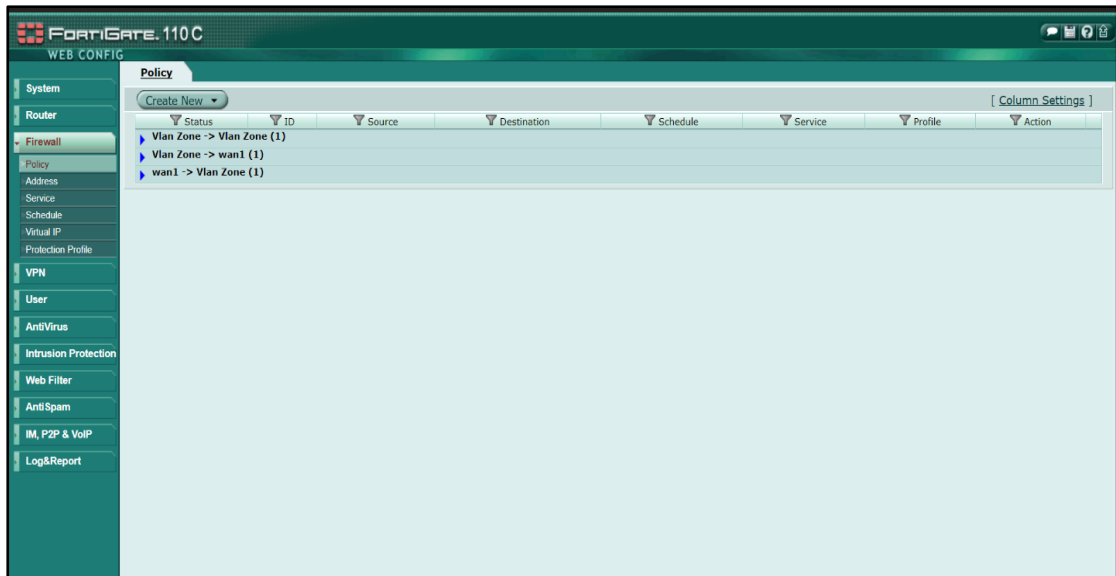 FORTIGATE. 110C
WEB CONFIG
System
Router
Firewall
Policy
Address
Service
Schedule
Virtual IP
Protection Profile
VPN
User
AntiVirus
Intrusion Protection
Web Filter
AntiSpam
IM, P2P & VoIP
Log&Report
Policy
Create New
[ Column Settings ]
Status ID Source Destination Schedule Service Profile Action
Vlan Zone -> Vlan Zone (1)
Vlan Zone -> wan1 (1)
wan1 -> Vlan Zone (1)